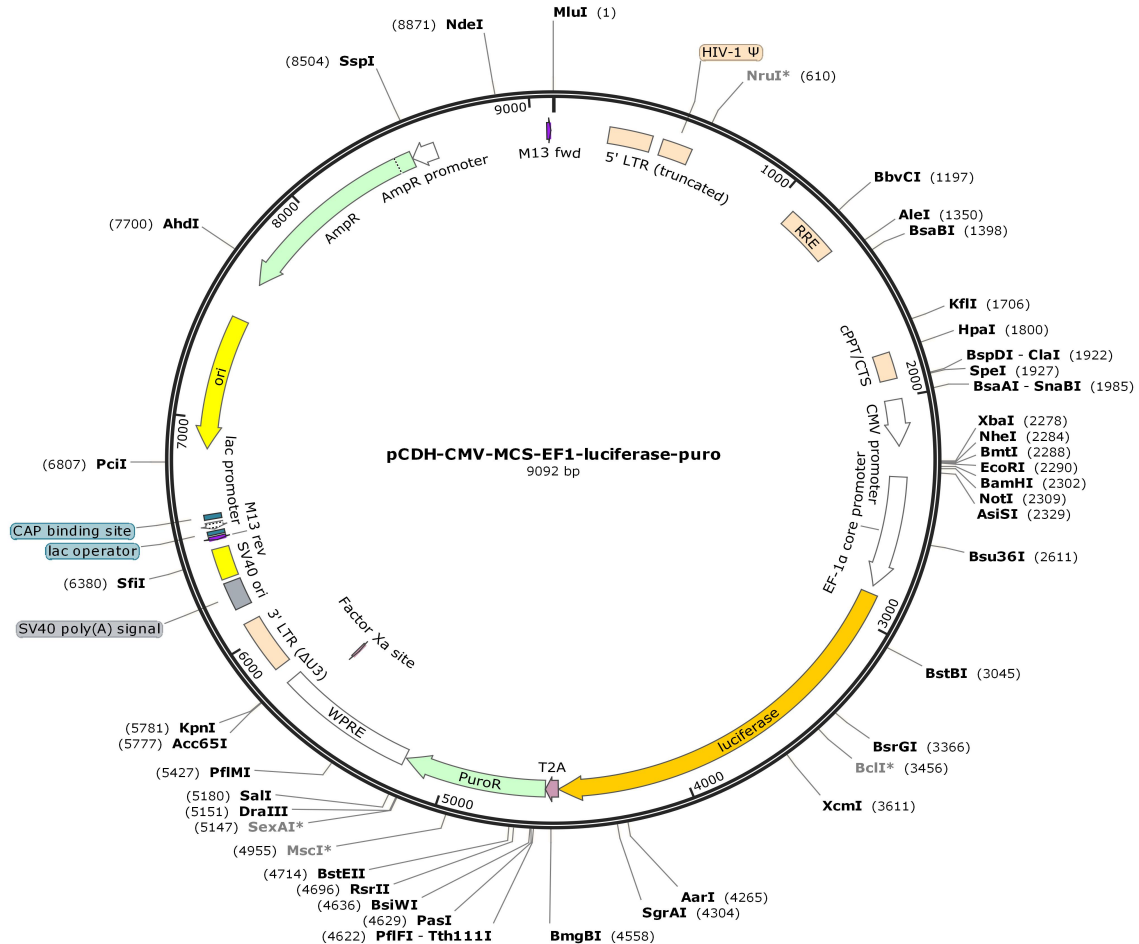 MluI (1)
HIV-1 Ψ
NruI* (610)
BbvCI (1197)
AleI (1350)
BsaBI (1398)
KflI (1706)
HpaI (1800)
BspDI - ClaI (1922)
SpeI (1927)
BsaAI - SnaBI (1985)
XbaI (2278)
NheI (2284)
BmtI (2288)
EcoRI (2290)
BamHI (2302)
NotI (2309)
AsiSI (2329)
Bsu36I (2611)
BstBI (3045)
BsrGI (3366)
BclI* (3456)
XcmI (3611)
AarI (4265)
SgrAI (4304)
BmgBI (4558)
(4622) PflFI - Tth111I
(4629) PasI
(4636) BsiWI
(4696) RsrII
(4714) BstEII
(4955) MscI*
(5147) SexAI*
(5151) DraIII
(5180) SalI
(5427) PflMI
(5777) Acc65I
(5781) KpnI
SV40 poly(A) signal
(6380) SfiI
lac operator
CAP binding site
(6807) PciI
(7700) AhdI
(8504) SspI
(8871) NdeI
9000
1000
2000
3000
4000
5000
6000
7000
8000
M13 fwd
5' LTR (truncated)
RRE
cPPT/CTS
CMV promoter
EF-1α core promoter
luciferase
T2A
PuroR
WPRE
Factor Xa site
3' LTR (ΔU3)
SV40 ori
M13 rev
lac promoter
ori
AmpR
AmpR promoter
pCDH-CMV-MCS-EF1-luciferase-puro
9092 bp